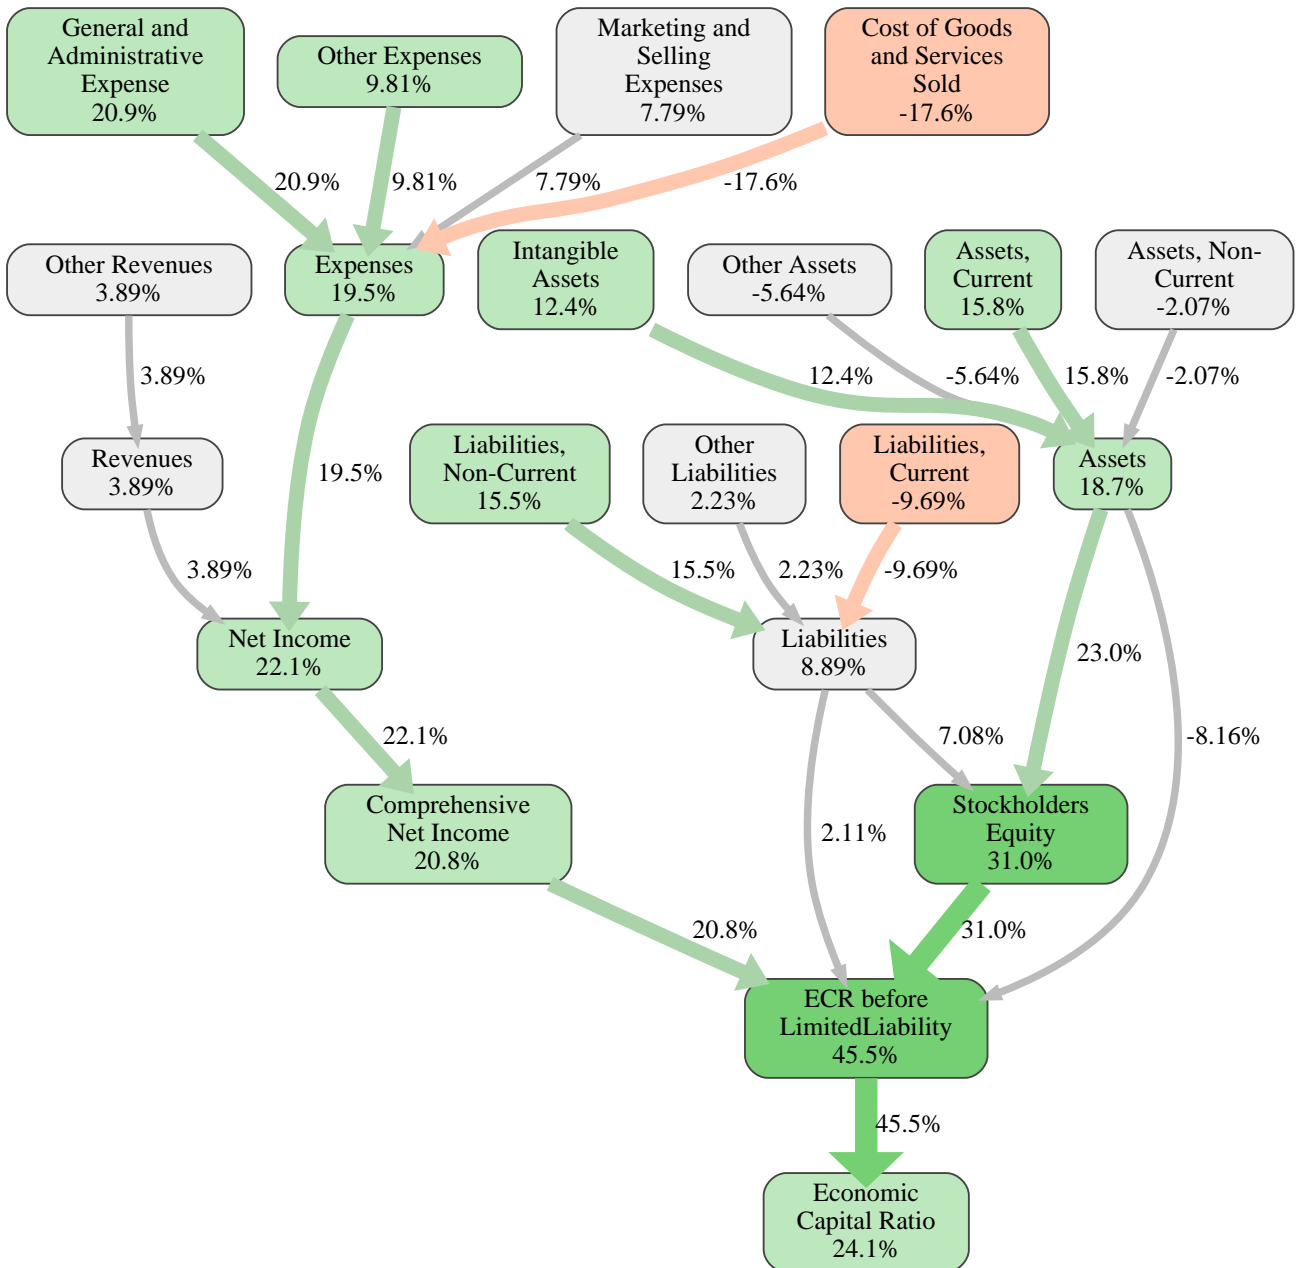 General and
Administrative
Expense
20.9%
Other Expenses
9.81%
Marketing and
Selling
Expenses
7.79%
Cost of Goods
and Services
Sold
-17.6%
20.9%
9.81%
7.79%
-17.6%
Other Revenues
3.89%
Expenses
19.5%
Intangible
Assets
12.4%
Other Assets
-5.64%
Assets,
Current
15.8%
Assets, Non-
Current
-2.07%
3.89%
12.4%
-5.64%
15.8%
-2.07%
Revenues
3.89%
19.5%
Liabilities,
Non-Current
15.5%
Other
Liabilities
2.23%
Liabilities,
Current
-9.69%
Assets
18.7%
3.89%
15.5%
2.23%
-9.69%
Net Income
22.1%
Liabilities
8.89%
23.0%
22.1%
7.08%
-8.16%
Comprehensive
Net Income
20.8%
2.11%
Stockholders
Equity
31.0%
20.8%
31.0%
ECR before
LimitedLiability
45.5%
45.5%
Economic
Capital Ratio
24.1%